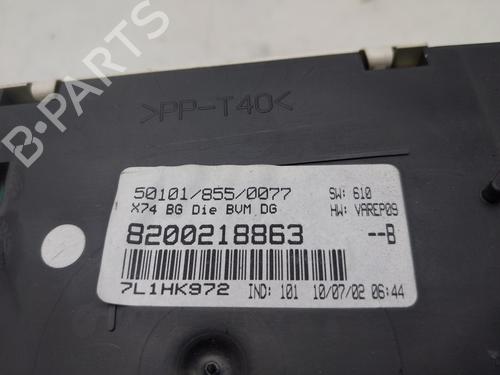 >PP-T40<
50101/855/0077
SW: 610
X74 BG Die BVM DG
HW: VAREP09
8200218863
--B
7L1HK972
IND: 101
10/07/02 06:44
B-PARTS